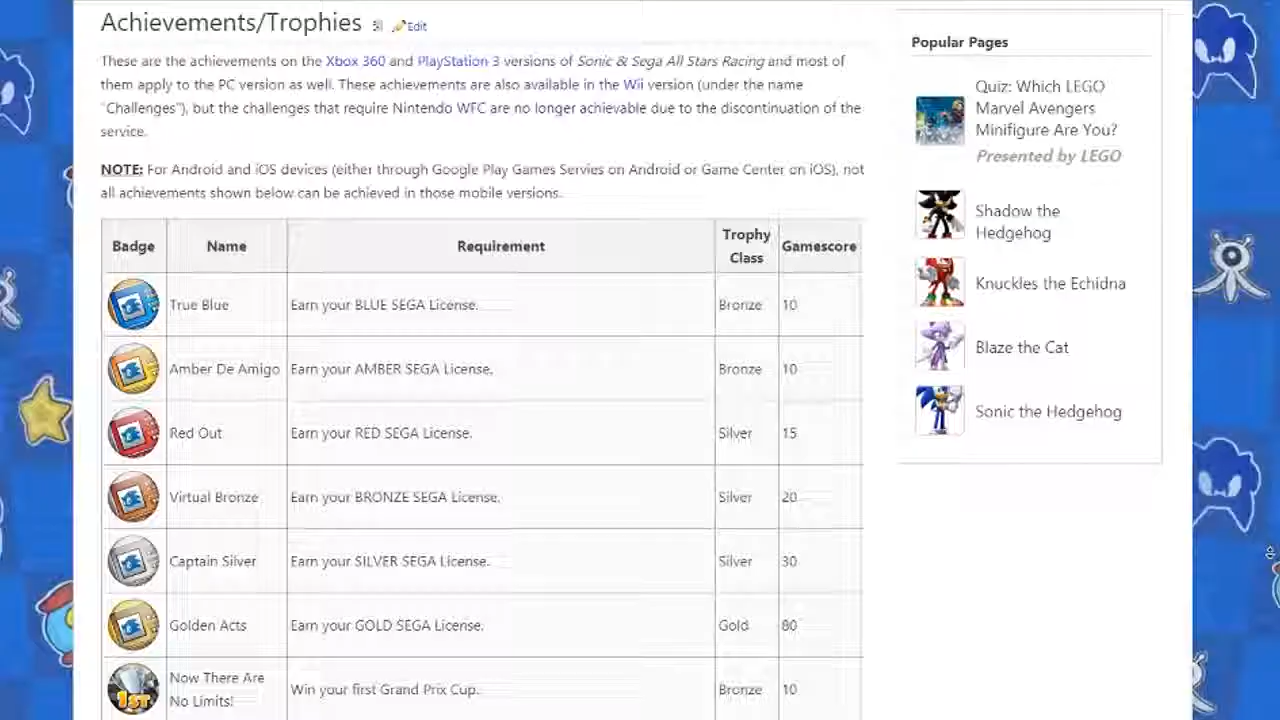 Achievements/Trophies Edit
These are the achievements on the Xbox 360 and PlayStation 3 versions of Sonic & Sega All Stars Racing and most of
them apply to the PC version as well. These achievements are also available in the Wii version (under the name
"Challenges"), but the challenges that require Nintendo WFC are no longer achievable due to the discontinuation of the
service.
NOTE: For Android and iOS devices (either through Google Play Games Servies on Android or Game Center on iOS), not
all achievements shown below can be achieved in those mobile versions.
Badge Name Requirement Trophy Class Gamescore
True Blue Earn your BLUE SEGA License. Bronze 10
Amber De Amigo Earn your AMBER SEGA License. Bronze 10
Red Out Earn your RED SEGA License. Silver 15
Virtual Bronze Earn your BRONZE SEGA License. Silver 20
Captain Silver Earn your SILVER SEGA License. Silver 30
Golden Acts Earn your GOLD SEGA License. Gold 80
1ST Now There Are No Limits! Win your first Grand Prix Cup. Bronze 10
Popular Pages
Quiz: Which LEGO
Marvel Avengers
Minifigure Are You?
Presented by LEGO
Shadow the
Hedgehog
Knuckles the Echidna
Blaze the Cat
Sonic the Hedgehog